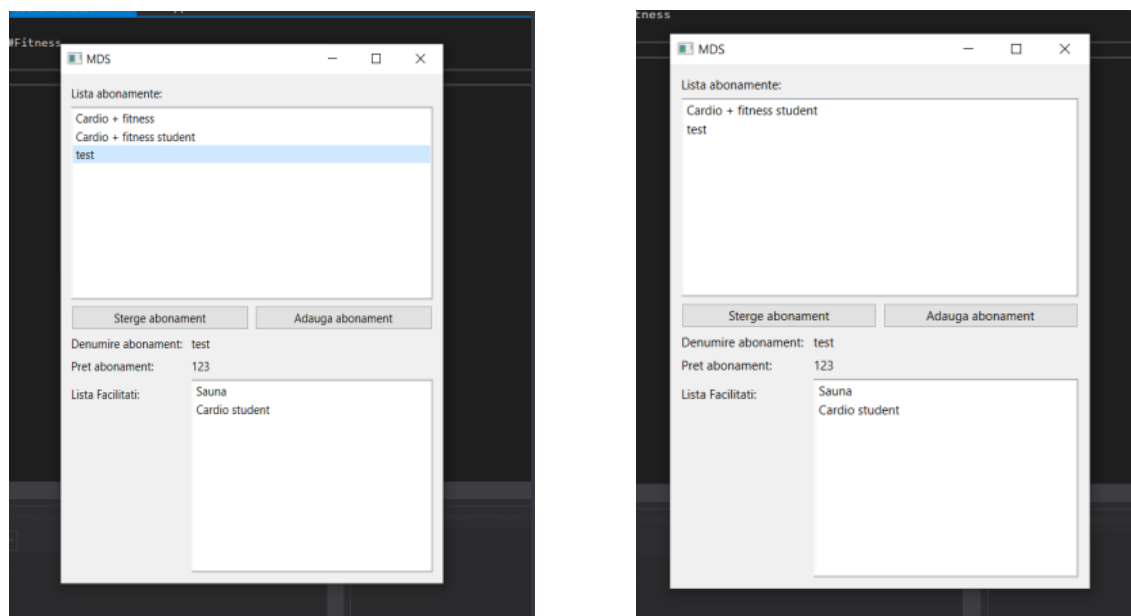 #Fitness
MDS
Lista abonamente:
Cardio + fitness
Cardio + fitness student
test
Sterge abonament
Adauga abonament
Denumire abonament: test
Pret abonament: 123
Lista Facilitati:
Sauna
Cardio student
tness
MDS
Lista abonamente:
Cardio + fitness student
test
Sterge abonament
Adauga abonament
Denumire abonament: test
Pret abonament: 123
Lista Facilitati:
Sauna
Cardio student